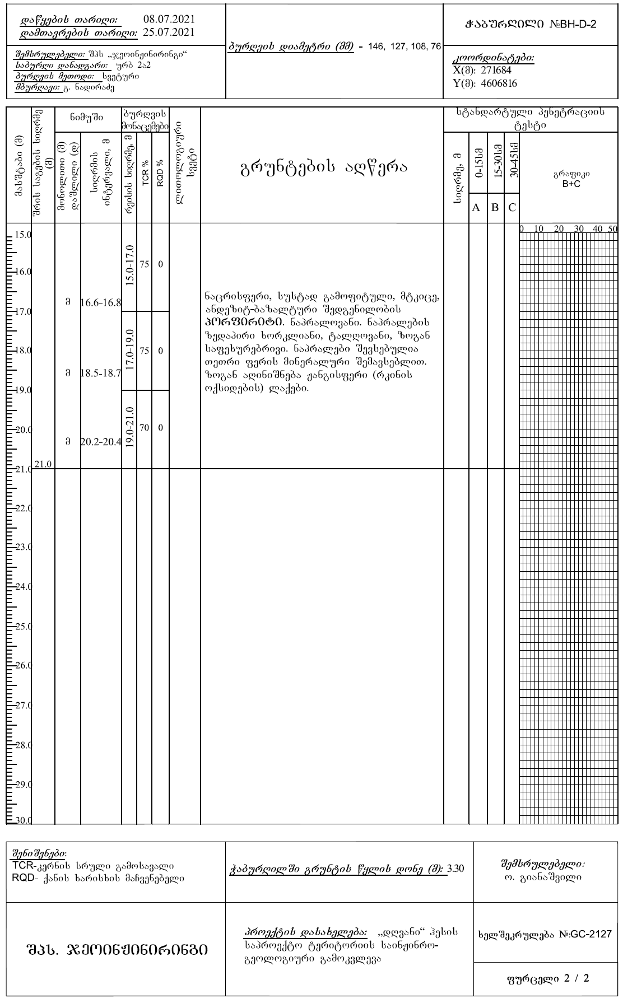 დაწყების თარიღი: 08.07.2021
დამთავრების თარიღი: 25.07.2021
შემსრულებელი: შპს „ჯეოინჟინირინგი“
საბურღი დანადგარი: ურბ 2ა2
ბურღვის მეთოდი: სვეტური
მბურღავი: გ. ნადირაძე
ბურღვის დიამეტრი (მმ) - 146, 127, 108, 76
ჭაბურღილი №BH-D-2
კოორდინატები:
X(მ): 271684
Y(მ): 4606816
მასშტაბი (მ)
შრის საგების სიღრმე
(მ)
ნიმუში
მონოლითი (მ)
დაშლილი (დ)
სიღრმის
ინტერვალი, მ
ბურღვის
მონაცემები
რეისის სიღრმე, მ
TCR %
RQD %
ლითოლოგიური
სვეტი
გრუნტების აღწერა
სტანდარტული პენეტრაციის
ტესტი
სიღრმე, მ
0-15სმ
15-30სმ
30-45სმ
A B C
გრაფიკი
B+C
0 10 20 30 40 50
15.0
16.0
17.0
18.0
19.0
20.0
21.0
22.0
23.0
24.0
25.0
26.0
27.0
28.0
29.0
30.0
21.0
მ 16.6-16.8
მ 18.5-18.7
მ 20.2-20.4
15.0-17.0 75 0
17.0-19.0 75 0
19.0-21.0 70 0
ნაცრისფერი, სუსტად გამოფიტული, მტკიცე,
ანდეზიტ-ბაზალტური შედგენილობის
პორფირიტი. ნაპრალოვანი. ნაპრალების
ზედაპირი ხორკლიანი, ტალღოვანი, ზოგან
საფეხურებრივი. ნაპრალები შევსებულია
თეთრი ფერის მინერალური შემავსებლით.
ზოგან აღინიშნება ჟანგისფერი (რკინის
ოქსიდების) ლაქები.
შენიშვნები:
TCR-კერნის სრული გამოსავალი
RQD- ქანის ხარისხის მაჩვენებელი
ჭაბურღილში გრუნტის წყლის დონე (მ): 3.30
შემსრულებელი:
ო. გიანაშვილი
შპს. ჯეოინჟინირინგი
პროექტის დასახელება: „დღვანი“ ჰესის
საპროექტო ტერიტორიის საინჟინრო-
გეოლოგიური გამოკვლევა
ხელშეკრულება №:GC-2127
ფურცელი 2 / 2